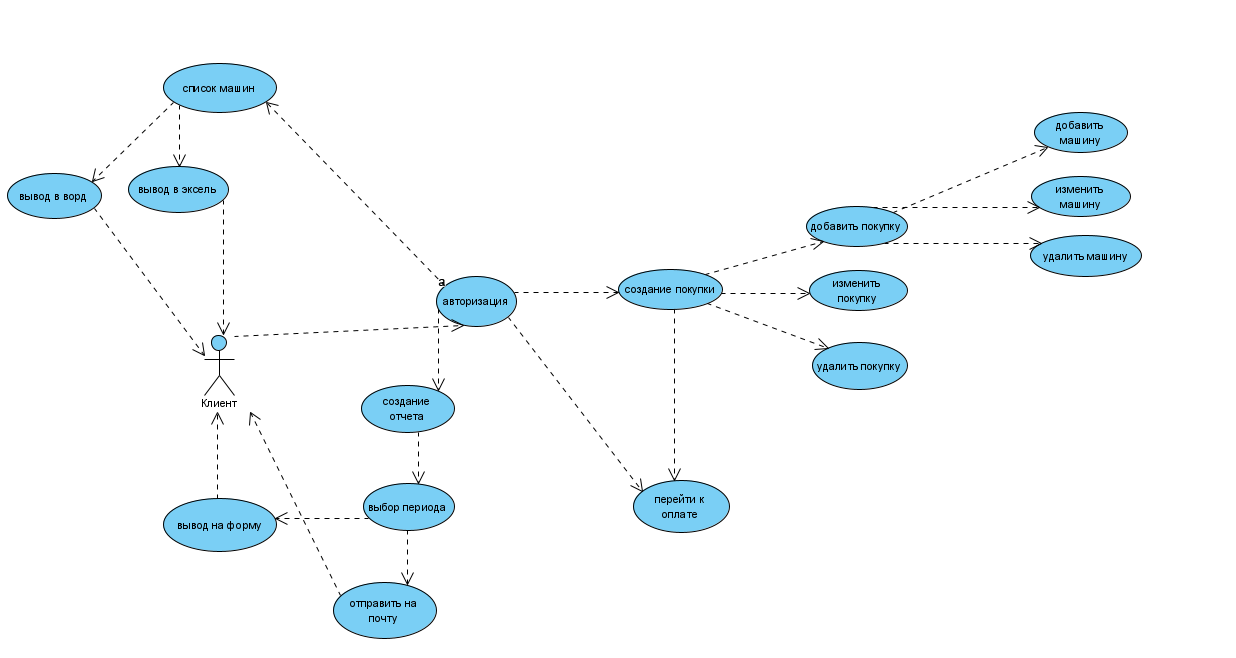 список машин
добавить
машину
вывод в ворд
вывод в эксель
изменить
машину
добавить покупку
удалить машину
a
авторизация
создание покупки
изменить
покупку
удалить покупку
Клиент
создание
отчета
выбор периода
перейти к
оплате
вывод на форму
отправить на
почту